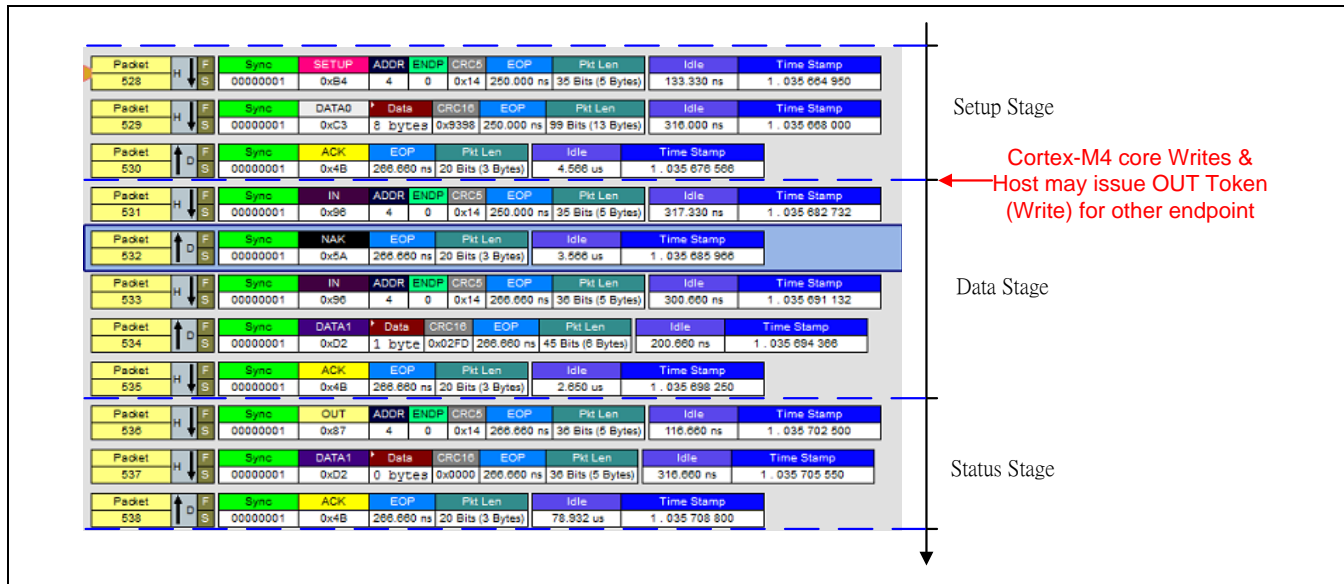 Packet H F Sync SETUP ADDR ENDP CRC5 EOP Pkt Len Idle Time Stamp
528 S 00000001 0xB4 4 0 0x14 250.000 ns 35 Bits (5 Bytes) 133.330 ns 1 . 035 664 950
Packet H F Sync DATA0 Data CRC16 EOP Pkt Len Idle Time Stamp
529 S 00000001 0xC3 8 bytes 0x9398 250.000 ns 99 Bits (13 Bytes) 316.000 ns 1 . 035 668 000
Setup Stage
Packet D F Sync ACK EOP Pkt Len Idle Time Stamp
530 S 00000001 0x4B 266.660 ns 20 Bits (3 Bytes) 4.566 us 1 . 035 676 566
Cortex-M4 core Writes &
Host may issue OUT Token
(Write) for other endpoint
Packet H F Sync IN ADDR ENDP CRC5 EOP Pkt Len Idle Time Stamp
531 S 00000001 0x96 4 0 0x14 250.000 ns 35 Bits (5 Bytes) 317.330 ns 1 . 035 682 732
Packet D F Sync NAK EOP Pkt Len Idle Time Stamp
532 S 00000001 0x5A 266.660 ns 20 Bits (3 Bytes) 3.566 us 1 . 035 685 966
Packet H F Sync IN ADDR ENDP CRC5 EOP Pkt Len Idle Time Stamp
533 S 00000001 0x96 4 0 0x14 266.660 ns 36 Bits (5 Bytes) 300.660 ns 1 . 035 691 132
Data Stage
Packet D F Sync DATA1 Data CRC16 EOP Pkt Len Idle Time Stamp
534 S 00000001 0xD2 1 byte 0x02FD 266.660 ns 45 Bits (6 Bytes) 200.660 ns 1 . 035 694 366
Packet H F Sync ACK EOP Pkt Len Idle Time Stamp
535 S 00000001 0x4B 266.660 ns 20 Bits (3 Bytes) 2.650 us 1 . 035 698 250
Packet H F Sync OUT ADDR ENDP CRC5 EOP Pkt Len Idle Time Stamp
536 S 00000001 0x87 4 0 0x14 266.660 ns 36 Bits (5 Bytes) 116.660 ns 1 . 035 702 500
Packet H F Sync DATA1 Data CRC16 EOP Pkt Len Idle Time Stamp
537 S 00000001 0xD2 0 bytes 0x0000 266.660 ns 36 Bits (5 Bytes) 316.660 ns 1 . 035 705 550
Status Stage
Packet D F Sync ACK EOP Pkt Len Idle Time Stamp
538 S 00000001 0x4B 266.660 ns 20 Bits (3 Bytes) 78.932 us 1 . 035 708 800